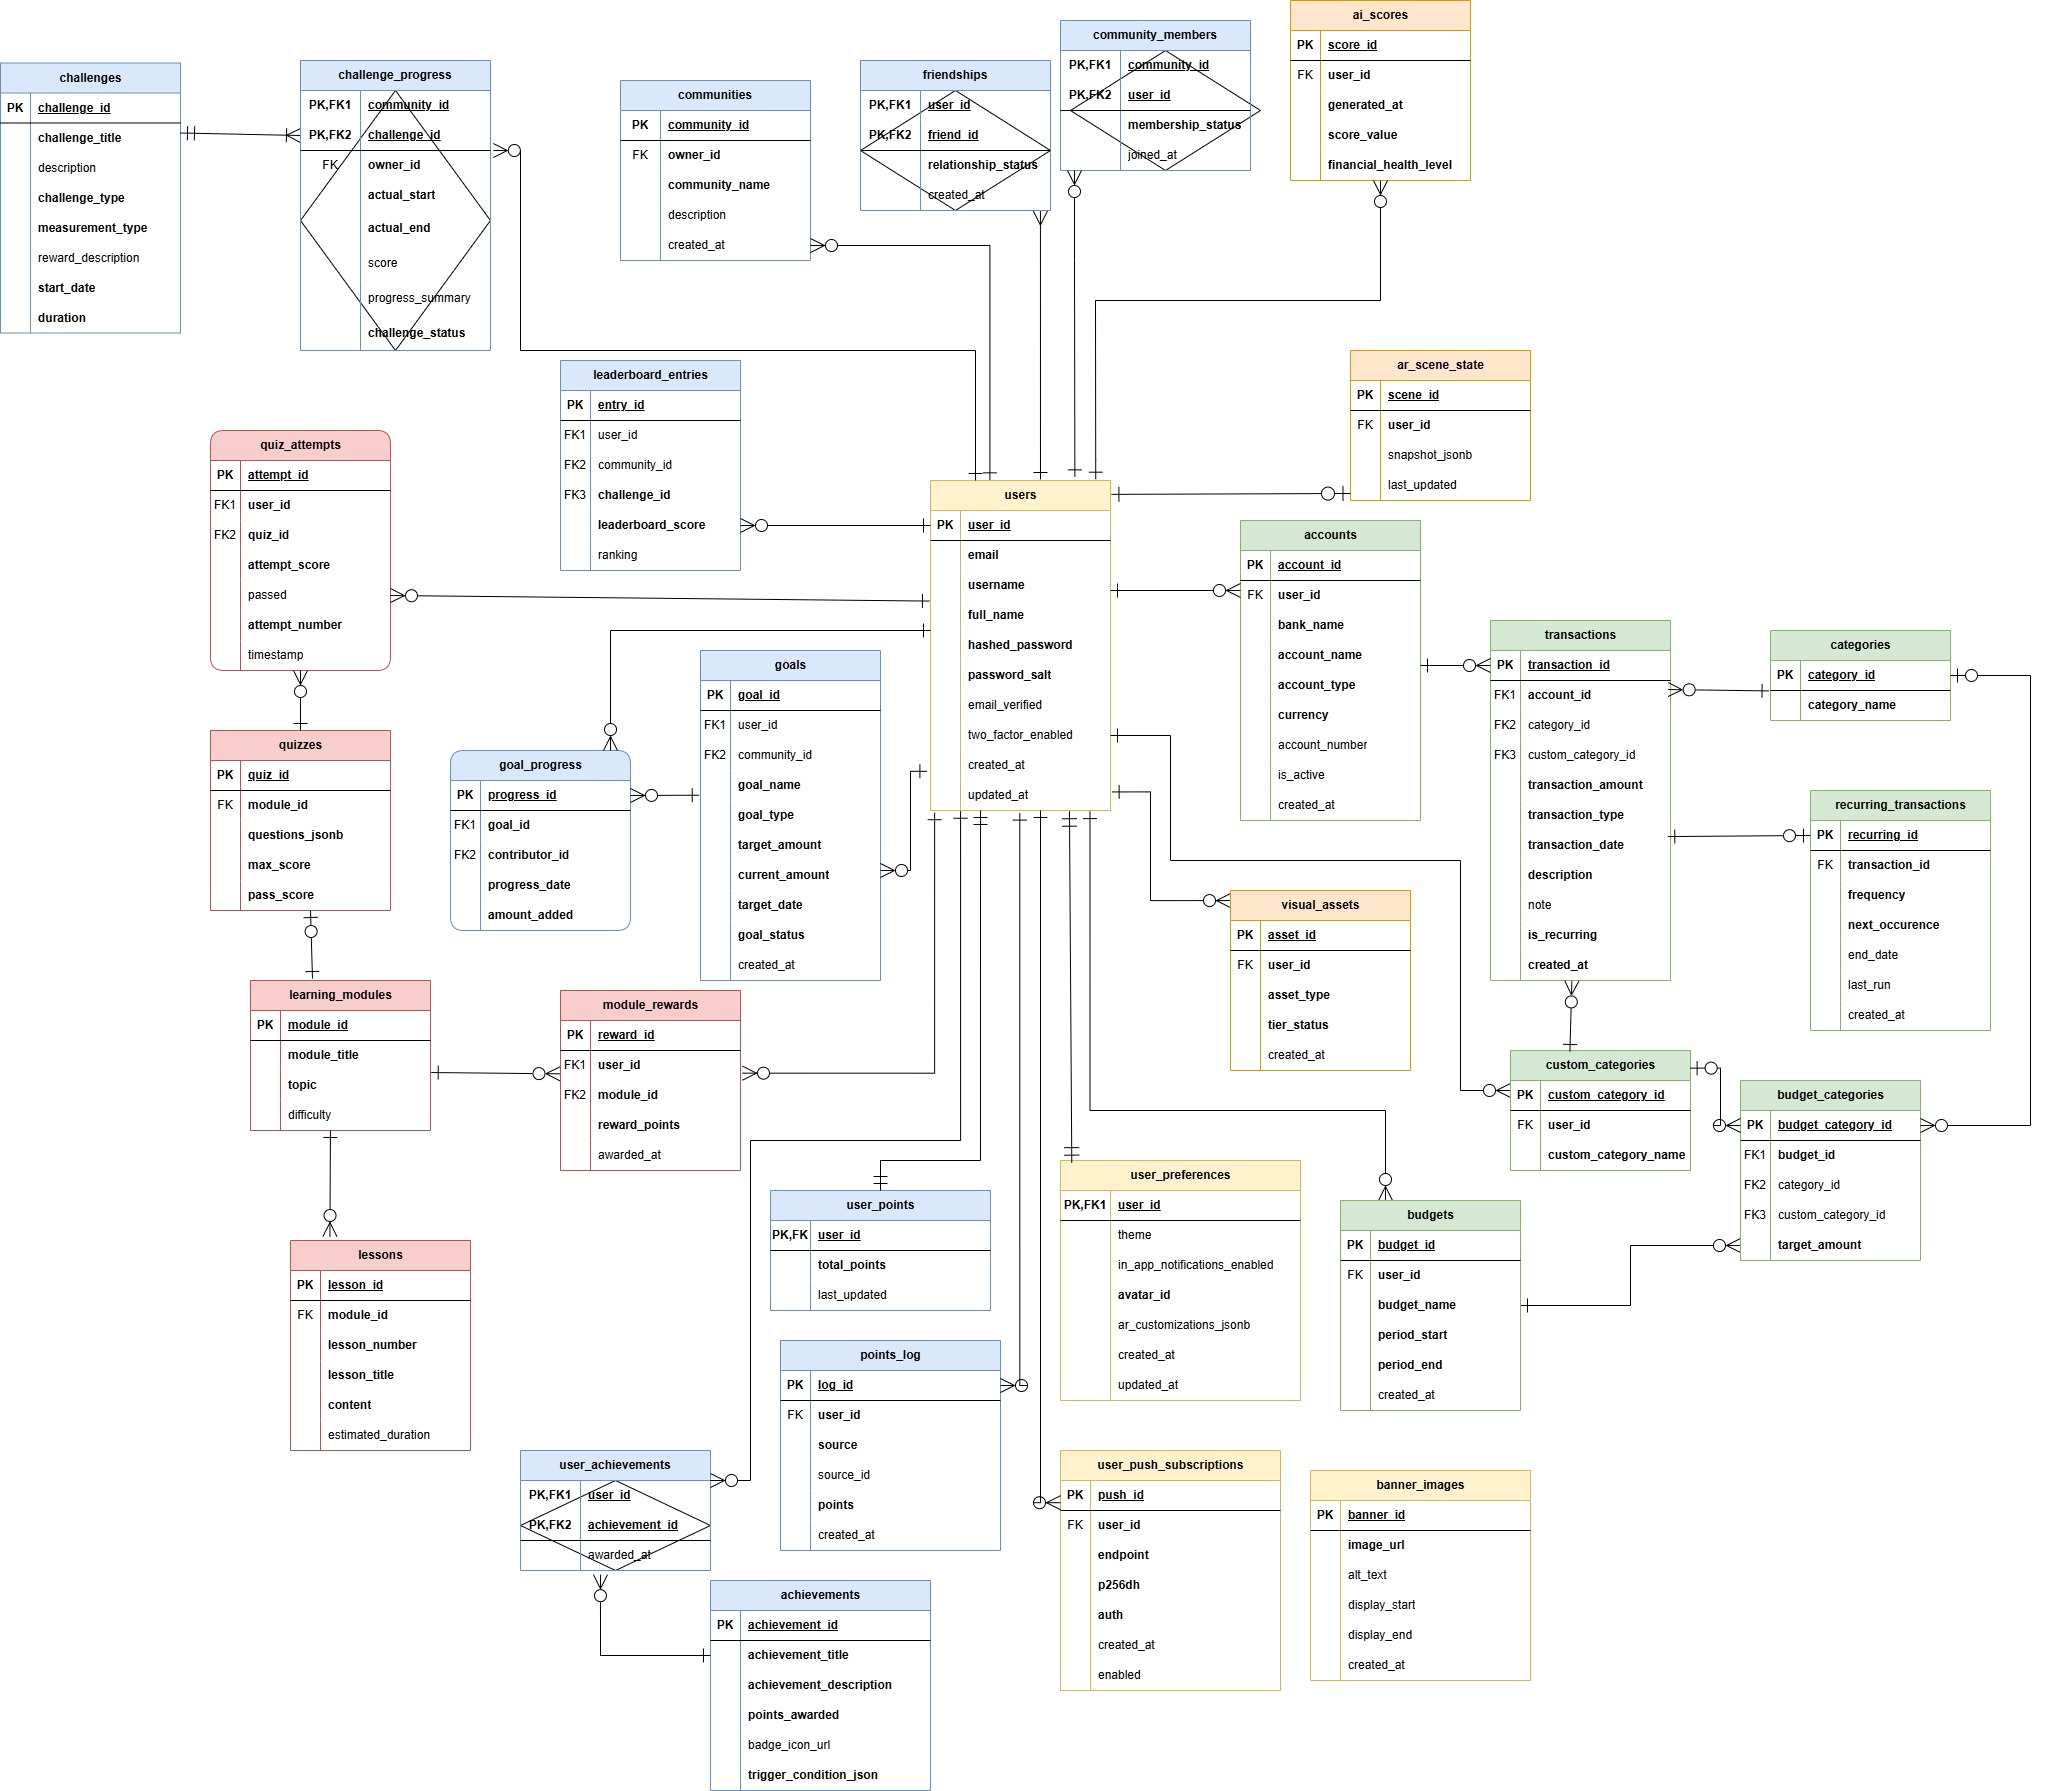 challenges
PK challenge_id
challenge_title
description
challenge_type
measurement_type
reward_description
start_date
duration
challenge_progress
PK,FK1 community_id
PK,FK2 challenge_id
FK owner_id
actual_start
actual_end
score
progress_summary
challenge_status
communities
PK community_id
FK owner_id
community_name
description
created_at
friendships
PK,FK1 user_id
PK,FK2 friend_id
relationship_status
created_at
community_members
PK,FK1 community_id
PK,FK2 user_id
membership_status
joined_at
ai_scores
PK score_id
FK user_id
generated_at
score_value
financial_health_level
leaderboard_entries
PK entry_id
FK1 user_id
FK2 community_id
FK3 challenge_id
leaderboard_score
ranking
ar_scene_state
PK scene_id
FK user_id
snapshot_jsonb
last_updated
quiz_attempts
PK attempt_id
FK1 user_id
FK2 quiz_id
attempt_score
passed
attempt_number
timestamp
users
PK user_id
email
username
full_name
hashed_password
password_salt
email_verified
two_factor_enabled
created_at
updated_at
accounts
PK account_id
FK user_id
bank_name
account_name
account_type
currency
account_number
is_active
created_at
transactions
PK transaction_id
FK1 account_id
FK2 category_id
FK3 custom_category_id
transaction_amount
transaction_type
transaction_date
description
note
is_recurring
created_at
categories
PK category_id
category_name
quizzes
PK quiz_id
FK module_id
questions_jsonb
max_score
pass_score
goal_progress
PK progress_id
FK1 goal_id
FK2 contributor_id
progress_date
amount_added
goals
PK goal_id
FK1 user_id
FK2 community_id
goal_name
goal_type
target_amount
current_amount
target_date
goal_status
created_at
recurring_transactions
PK recurring_id
FK transaction_id
frequency
next_occurence
end_date
last_run
created_at
visual_assets
PK asset_id
FK user_id
asset_type
tier_status
created_at
learning_modules
PK module_id
module_title
topic
difficulty
module_rewards
PK reward_id
FK1 user_id
FK2 module_id
reward_points
awarded_at
custom_categories
PK custom_category_id
FK user_id
custom_category_name
budget_categories
PK budget_category_id
FK1 budget_id
FK2 category_id
FK3 custom_category_id
target_amount
user_points
PK,FK user_id
total_points
last_updated
user_preferences
PK,FK1 user_id
theme
in_app_notifications_enabled
avatar_id
ar_customizations_jsonb
created_at
updated_at
budgets
PK budget_id
FK user_id
budget_name
period_start
period_end
created_at
lessons
PK lesson_id
FK module_id
lesson_number
lesson_title
content
estimated_duration
points_log
PK log_id
FK user_id
source
source_id
points
created_at
user_achievements
PK,FK1 user_id
PK,FK2 achievement_id
awarded_at
user_push_subscriptions
PK push_id
FK user_id
endpoint
p256dh
auth
created_at
enabled
banner_images
PK banner_id
image_url
alt_text
display_start
display_end
created_at
achievements
PK achievement_id
achievement_title
achievement_description
points_awarded
badge_icon_url
trigger_condition_json